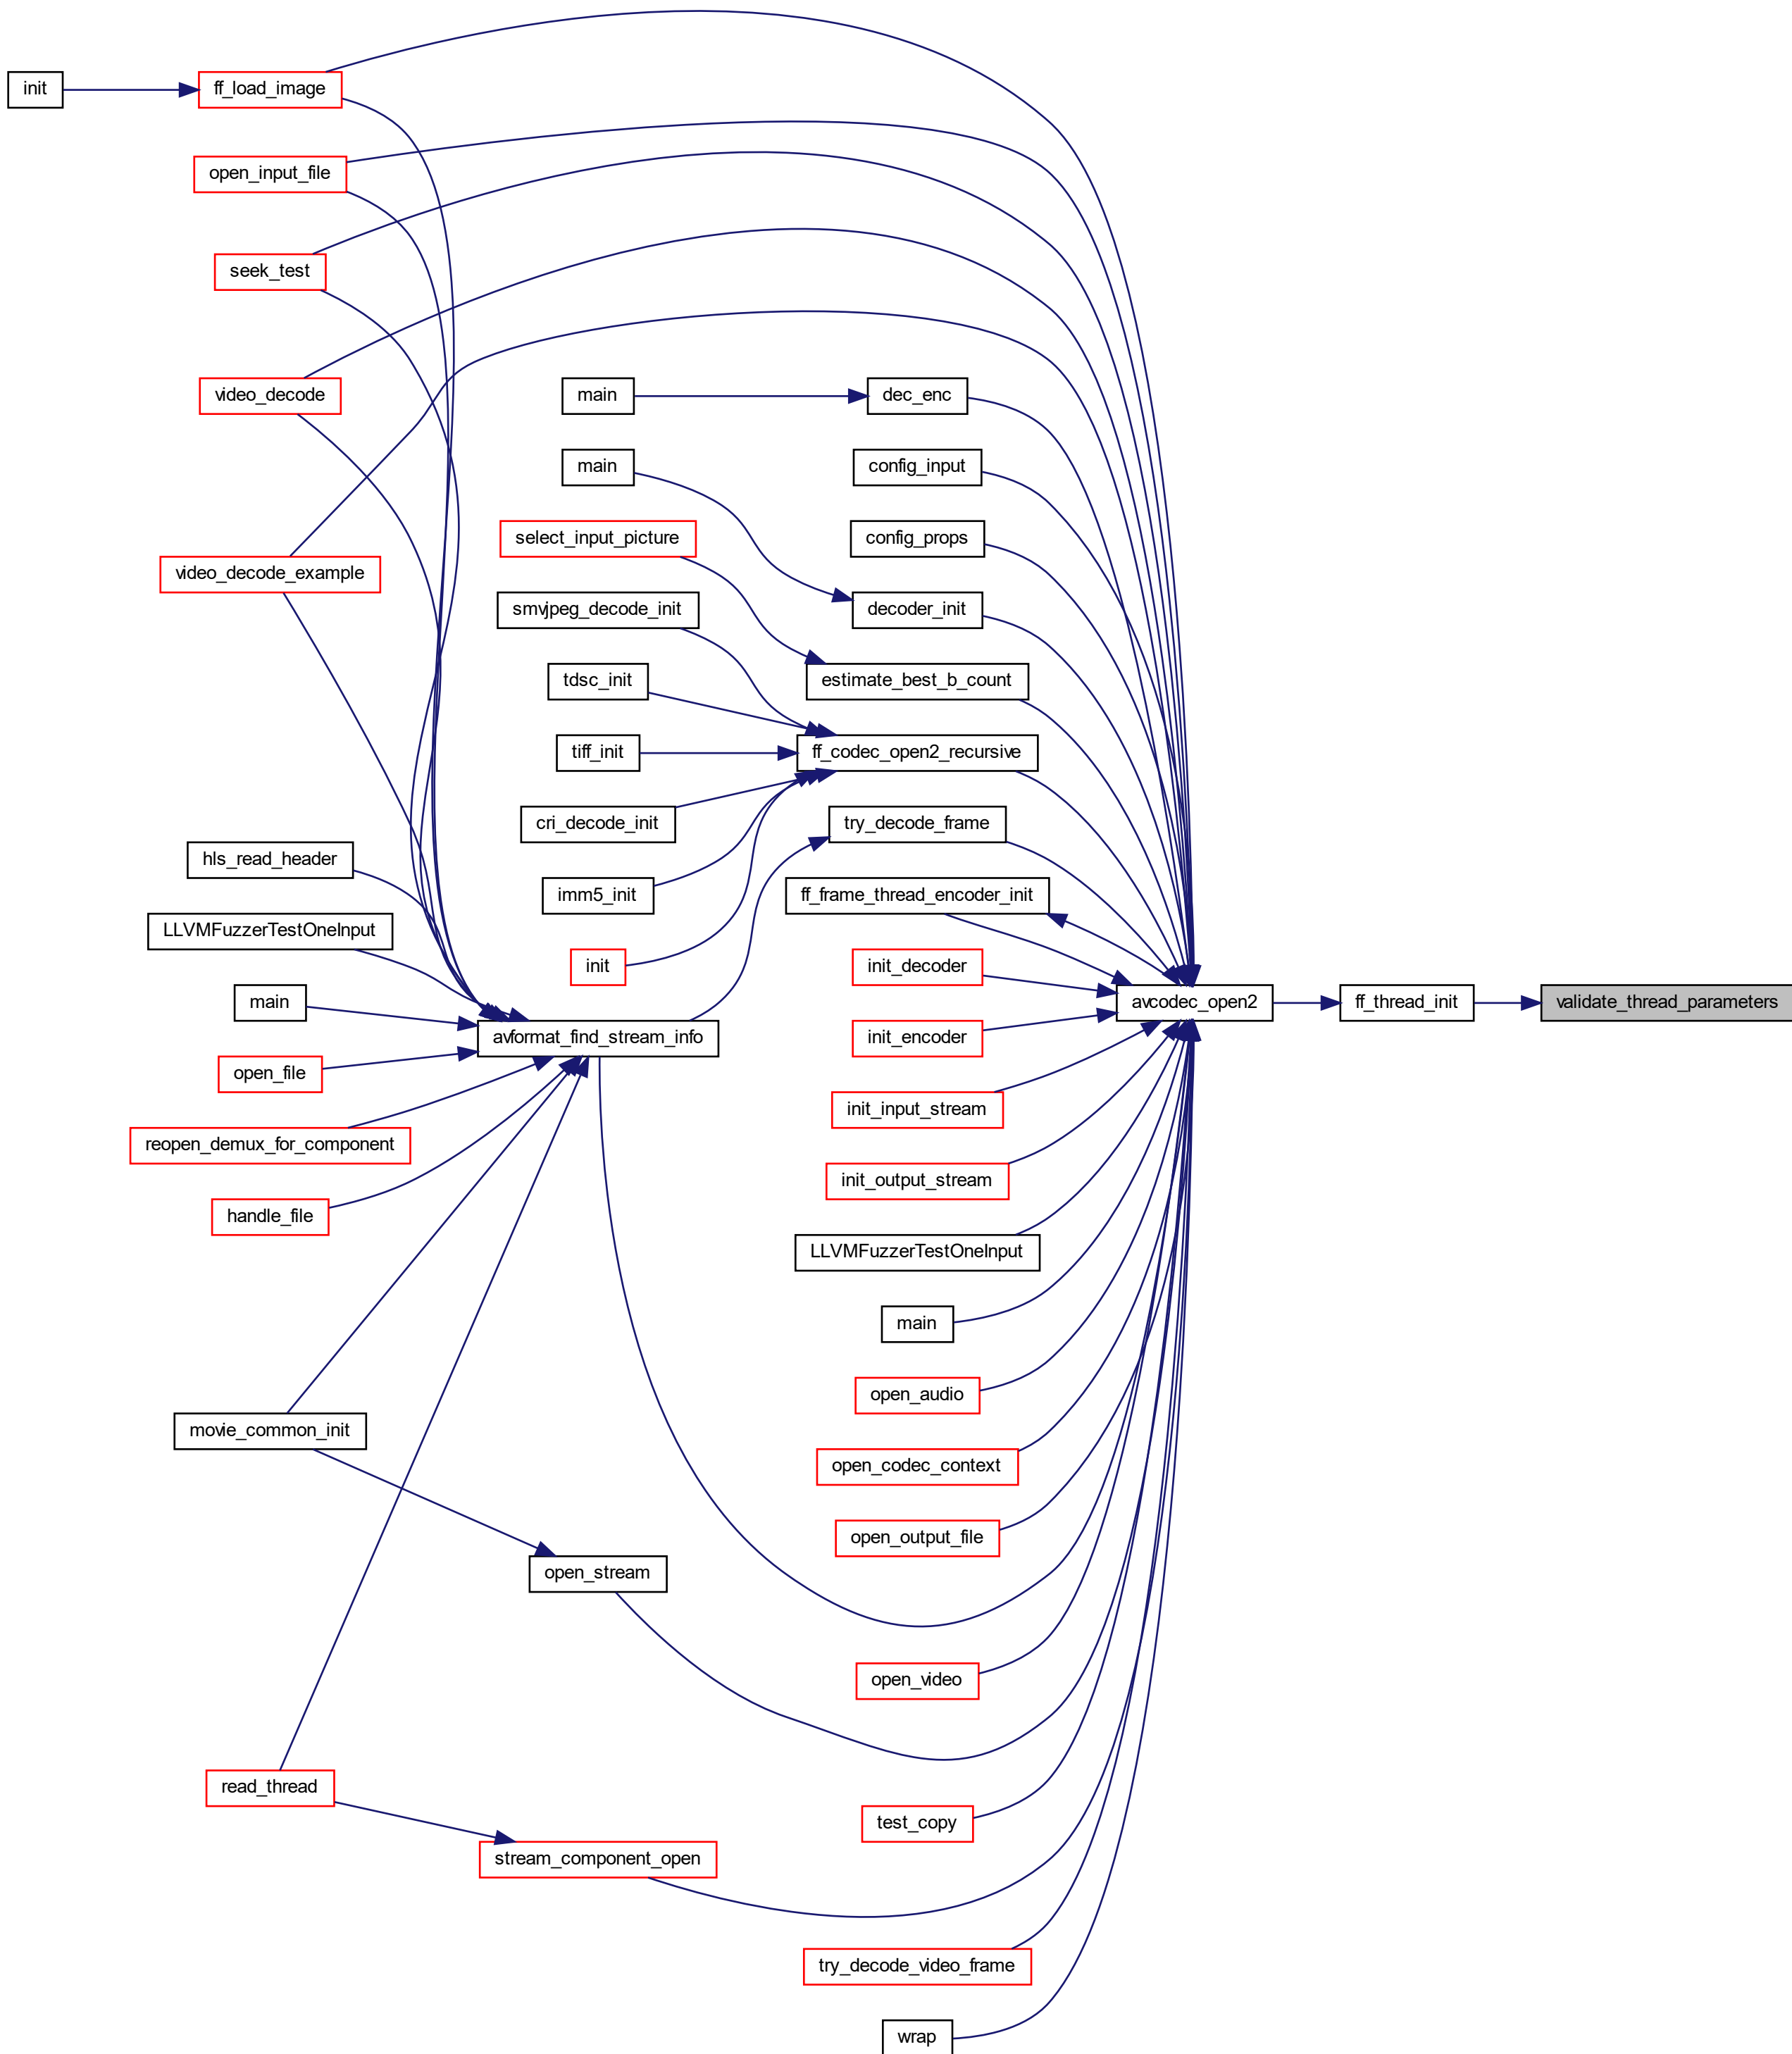 init
ff_load_image
open_input_file
seek_test
video_decode
main
dec_enc
main
config_input
select_input_picture
config_props
video_decode_example
smvjpeg_decode_init
decoder_init
tdsc_init
estimate_best_b_count
tiff_init
ff_codec_open2_recursive
cri_decode_init
try_decode_frame
hls_read_header
imm5_init
ff_frame_thread_encoder_init
LLVMFuzzerTestOneInput
init
init_decoder
main
avformat_find_stream_info
avcodec_open2
ff_thread_init
validate_thread_parameters
init_encoder
open_file
init_input_stream
reopen_demux_for_component
init_output_stream
handle_file
LLVMFuzzerTestOneInput
main
open_audio
movie_common_init
open_codec_context
open_output_file
open_stream
open_video
read_thread
test_copy
stream_component_open
try_decode_video_frame
wrap